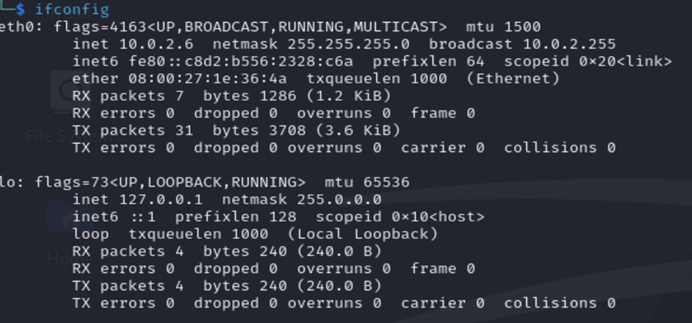 $ ifconfig
eth0: flags=4163<UP,BROADCAST,RUNNING,MULTICAST>  mtu 1500
        inet 10.0.2.6  netmask 255.255.255.0  broadcast 10.0.2.255
        inet6 fe80::c8d2:b556:2328:c6a  prefixlen 64  scopeid 0×20<link>
        ether 08:00:27:1e:36:4a  txqueuelen 1000  (Ethernet)
        RX packets 7  bytes 1286 (1.2 KiB)
        RX errors 0  dropped 0  overruns 0  frame 0
        TX packets 31  bytes 3708 (3.6 KiB)
        TX errors 0  dropped 0 overruns 0  carrier 0  collisions 0
lo: flags=73<UP,LOOPBACK,RUNNING>  mtu 65536
        inet 127.0.0.1  netmask 255.0.0.0
        inet6 ::1  prefixlen 128  scopeid 0×10<host>
        loop  txqueuelen 1000  (Local Loopback)
        RX packets 4  bytes 240 (240.0 B)
        RX errors 0  dropped 0  overruns 0  frame 0
        TX packets 4  bytes 240 (240.0 B)
        TX errors 0  dropped 0 overruns 0  carrier 0  collisions 0